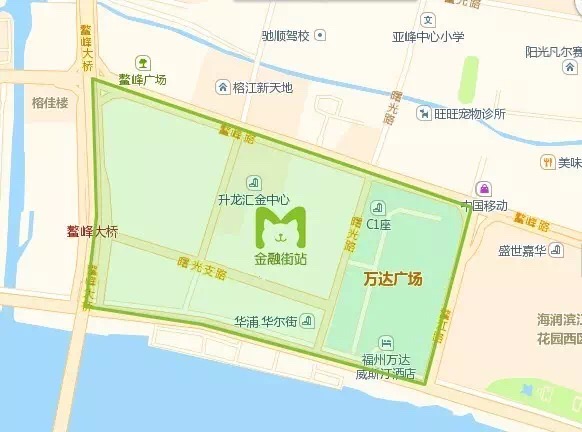 驰顺驾校
亚峰中心小学
阳光凡尔赛
鳌峰大桥
鳌峰广场
榕江新天地
曙光路
旺旺宠物诊所
榕佳楼
鳌峰路
美味
升龙汇金中心
中国移动
鳌峰路
曙光路
C1座
鳌峰大桥
金融街站
盛世嘉华
曙光支路
万达广场
鳌峰大桥
鳌江路
华浦.华尔街
海润滨江
花园西区
福州万达
威斯汀酒店